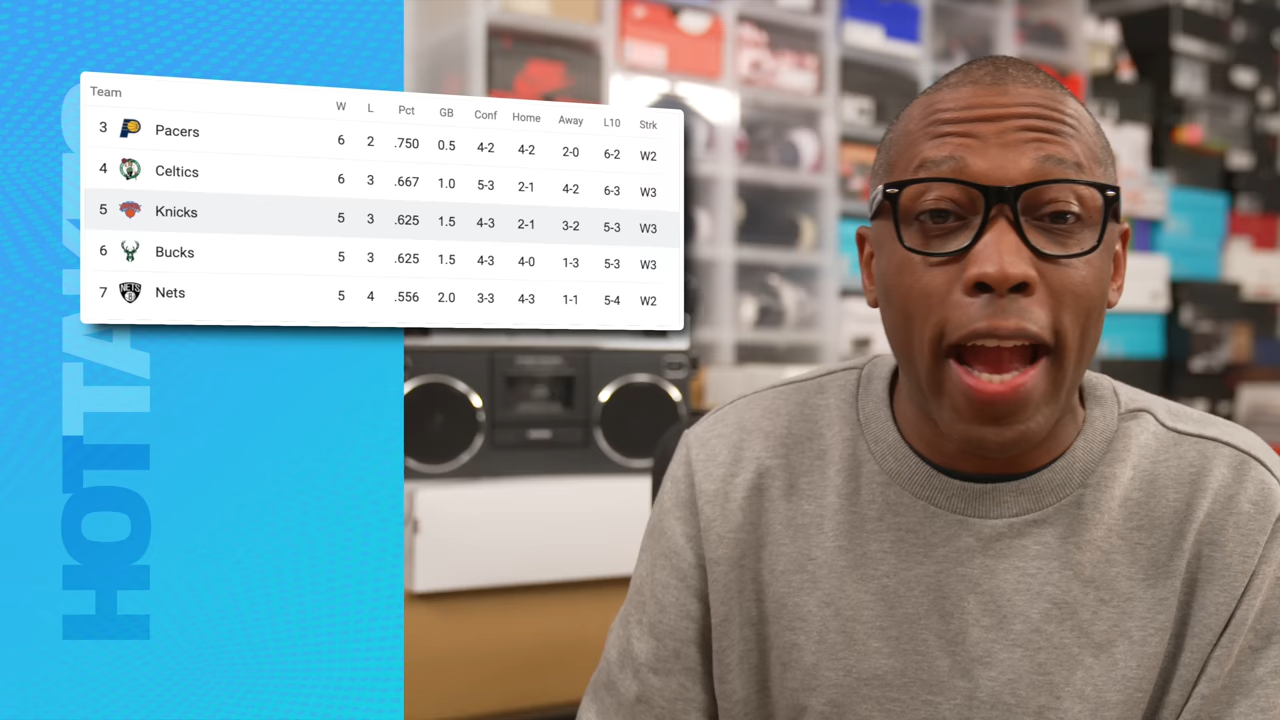 Team W L Pct GB Conf Home Away L10 Strk
3 Pacers 6 2 .750 0.5 4-2 4-2 2-0 6-2 W2
4 Celtics 6 3 .667 1.0 5-3 2-1 4-2 6-3 W3
5 Knicks 5 3 .625 1.5 4-3 2-1 3-2 5-3 W3
6 Bucks 5 3 .625 1.5 4-3 4-0 1-3 5-3 W3
7 NETS B Nets 5 4 .556 2.0 3-3 4-3 1-1 5-4 W2
HOT TAKES